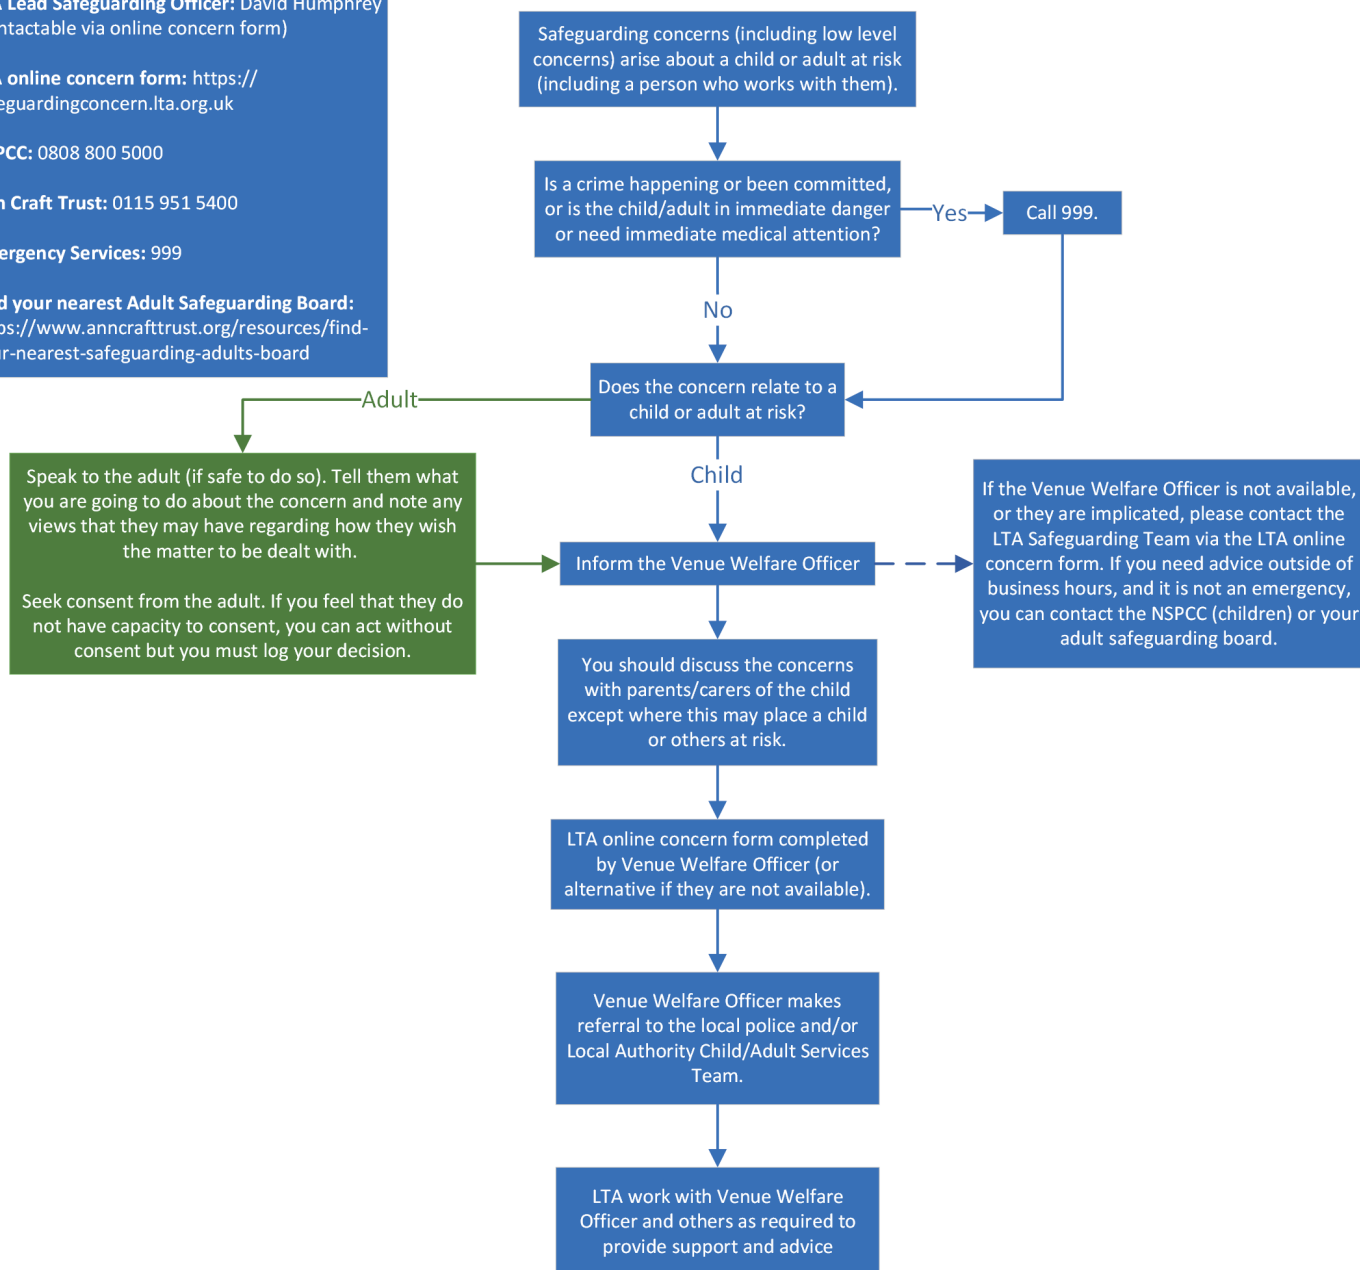 Lead Safeguarding Officer: David Humphrey
ntactable via online concern form)
online concern form: https://
eguardingconcern.lta.org.uk
PCC: 0808 800 5000
n Craft Trust: 0115 951 5400
ergency Services: 999
d your nearest Adult Safeguarding Board:
ps://www.anncrafttrust.org/resources/find-
r-nearest-safeguarding-adults-board
Safeguarding concerns (including low level
concerns) arise about a child or adult at risk
(including a person who works with them).
Is a crime happening or been committed,
or is the child/adult in immediate danger
or need immediate medical attention?
Yes
Call 999.
No
Does the concern relate to a
child or adult at risk?
Adult
Child
Speak to the adult (if safe to do so). Tell them what
you are going to do about the concern and note any
views that they may have regarding how they wish
the matter to be dealt with.
Seek consent from the adult. If you feel that they do
not have capacity to consent, you can act without
consent but you must log your decision.
Inform the Venue Welfare Officer
If the Venue Welfare Officer is not available,
or they are implicated, please contact the
LTA Safeguarding Team via the LTA online
concern form. If you need advice outside of
business hours, and it is not an emergency,
you can contact the NSPCC (children) or your
adult safeguarding board.
You should discuss the concerns
with parents/carers of the child
except where this may place a child
or others at risk.
LTA online concern form completed
by Venue Welfare Officer (or
alternative if they are not available).
Venue Welfare Officer makes
referral to the local police and/or
Local Authority Child/Adult Services
Team.
LTA work with Venue Welfare
Officer and others as required to
provide support and advice